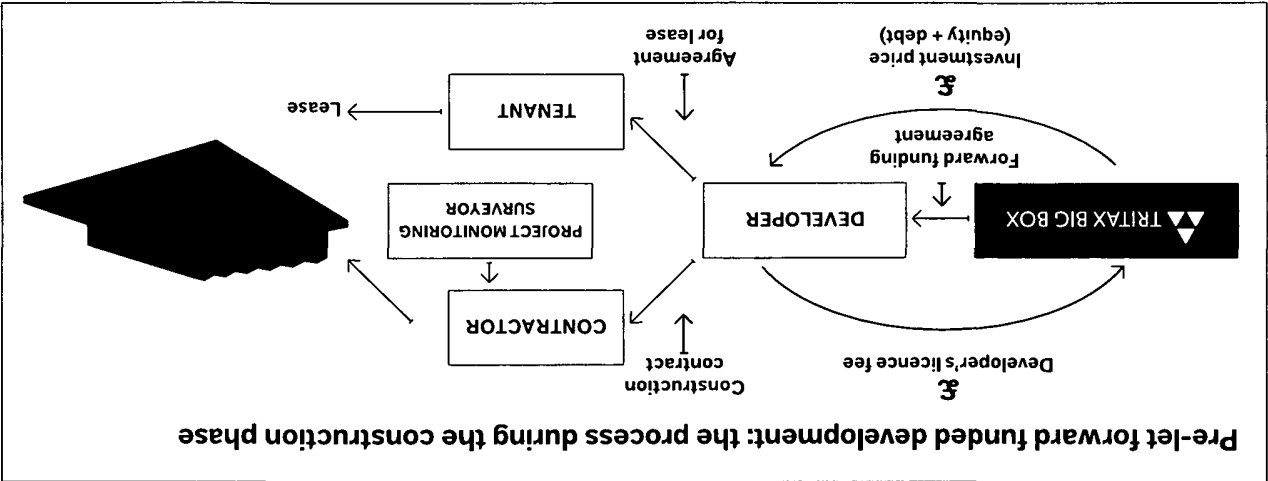 Pre-let forward funded development: the process during the construction phase
£
Developer's licence fee
Construction
contract
TRITAX BIG BOX
Forward funding
agreement
DEVELOPER
CONTRACTOR
PROJECT MONITORING
SURVEYOR
TENANT
Lease
£
Investment price
(equity + debt)
Agreement
for lease